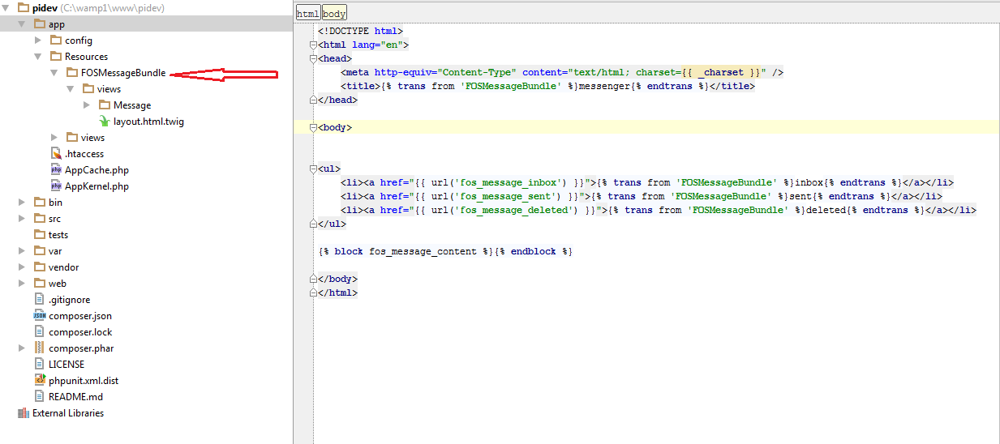 pidev (C:\wamp1\www\pidev)
app
config
Resources
FOSMessageBundle
views
Message
layout.html.twig
views
.htaccess
AppCache.php
AppKernel.php
bin
src
tests
var
vendor
web
.gitignore
composer.json
composer.lock
composer.phar
LICENSE
phpunit.xml.dist
README.md
External Libraries
html body
<!DOCTYPE html>
<html lang="en">
<head>
<meta http-equiv="Content-Type" content="text/html; charset={{ _charset }}" />
<title>{% trans from 'FOSMessageBundle' %}messenger{% endtrans %}</title>
</head>
<body>
<ul>
<li><a href="{{ url('fos_message_inbox') }}">{% trans from 'FOSMessageBundle' %}inbox{% endtrans %}</a></li>
<li><a href="{{ url('fos_message_sent') }}">{% trans from 'FOSMessageBundle' %}sent{% endtrans %}</a></li>
<li><a href="{{ url('fos_message_deleted') }}">{% trans from 'FOSMessageBundle' %}deleted{% endtrans %}</a></li>
</ul>
{% block fos_message_content %}{% endblock %}
</body>
</html>